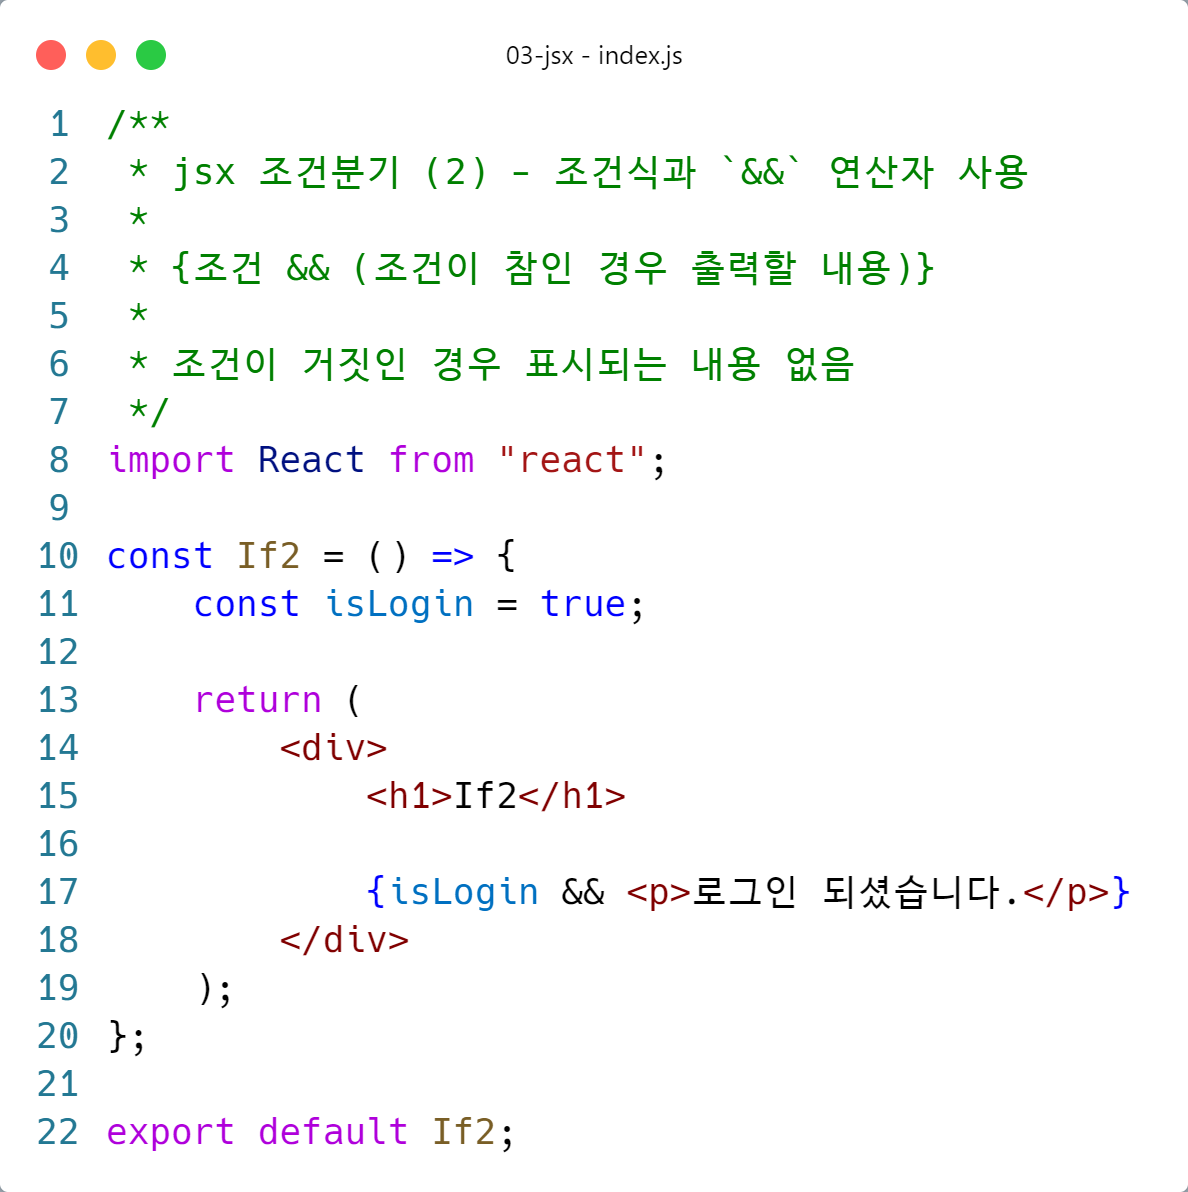 03-jsx - index.js
1 /**
2  * jsx 조건분기 (2) - 조건식과 `&&` 연산자 사용
3  *
4  * {조건 && (조건이 참인 경우 출력할 내용)}
5  *
6  * 조건이 거짓인 경우 표시되는 내용 없음
7  */
8 import React from "react";
9
10 const If2 = () => {
11     const isLogin = true;
12
13     return (
14         <div>
15             <h1>If2</h1>
16
17             {isLogin && <p>로그인 되셨습니다.</p>}
18         </div>
19     );
20 };
21
22 export default If2;